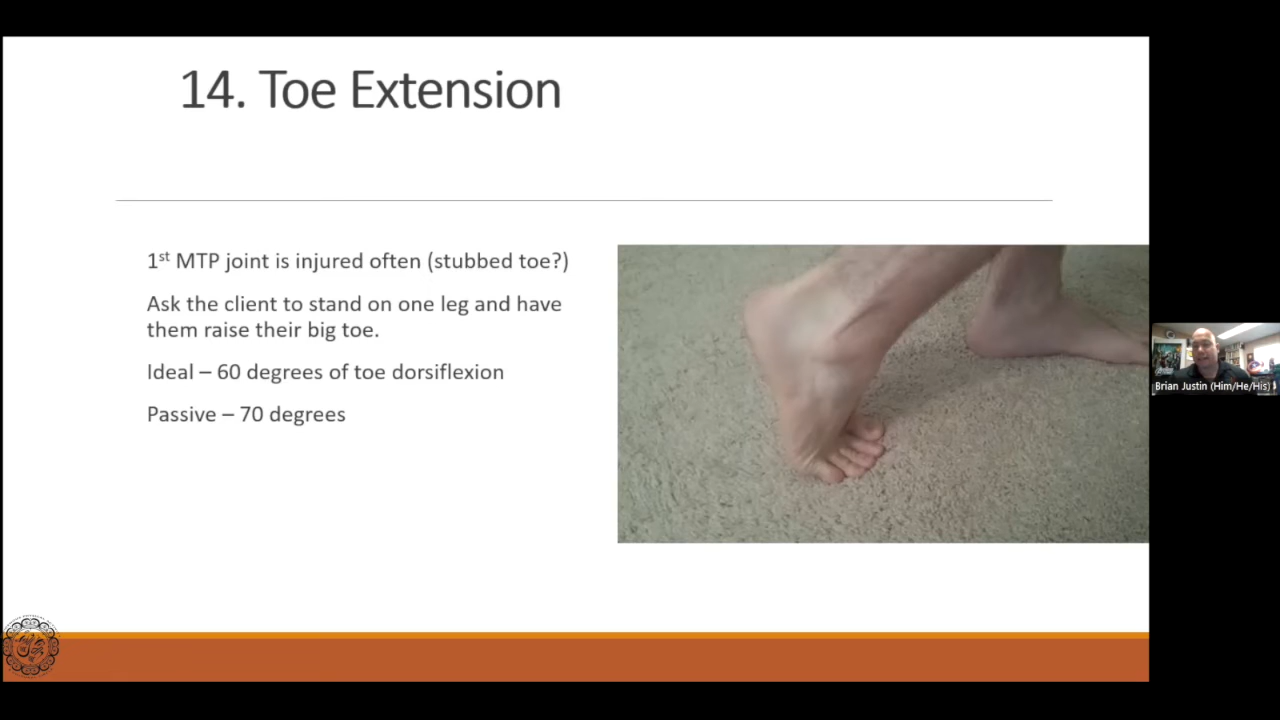 14. Toe Extension
1st MTP joint is injured often (stubbed toe?)
Ask the client to stand on one leg and have
them raise their big toe.
Ideal – 60 degrees of toe dorsiflexion
Passive – 70 degrees
Brian Justin (Him/He/His)